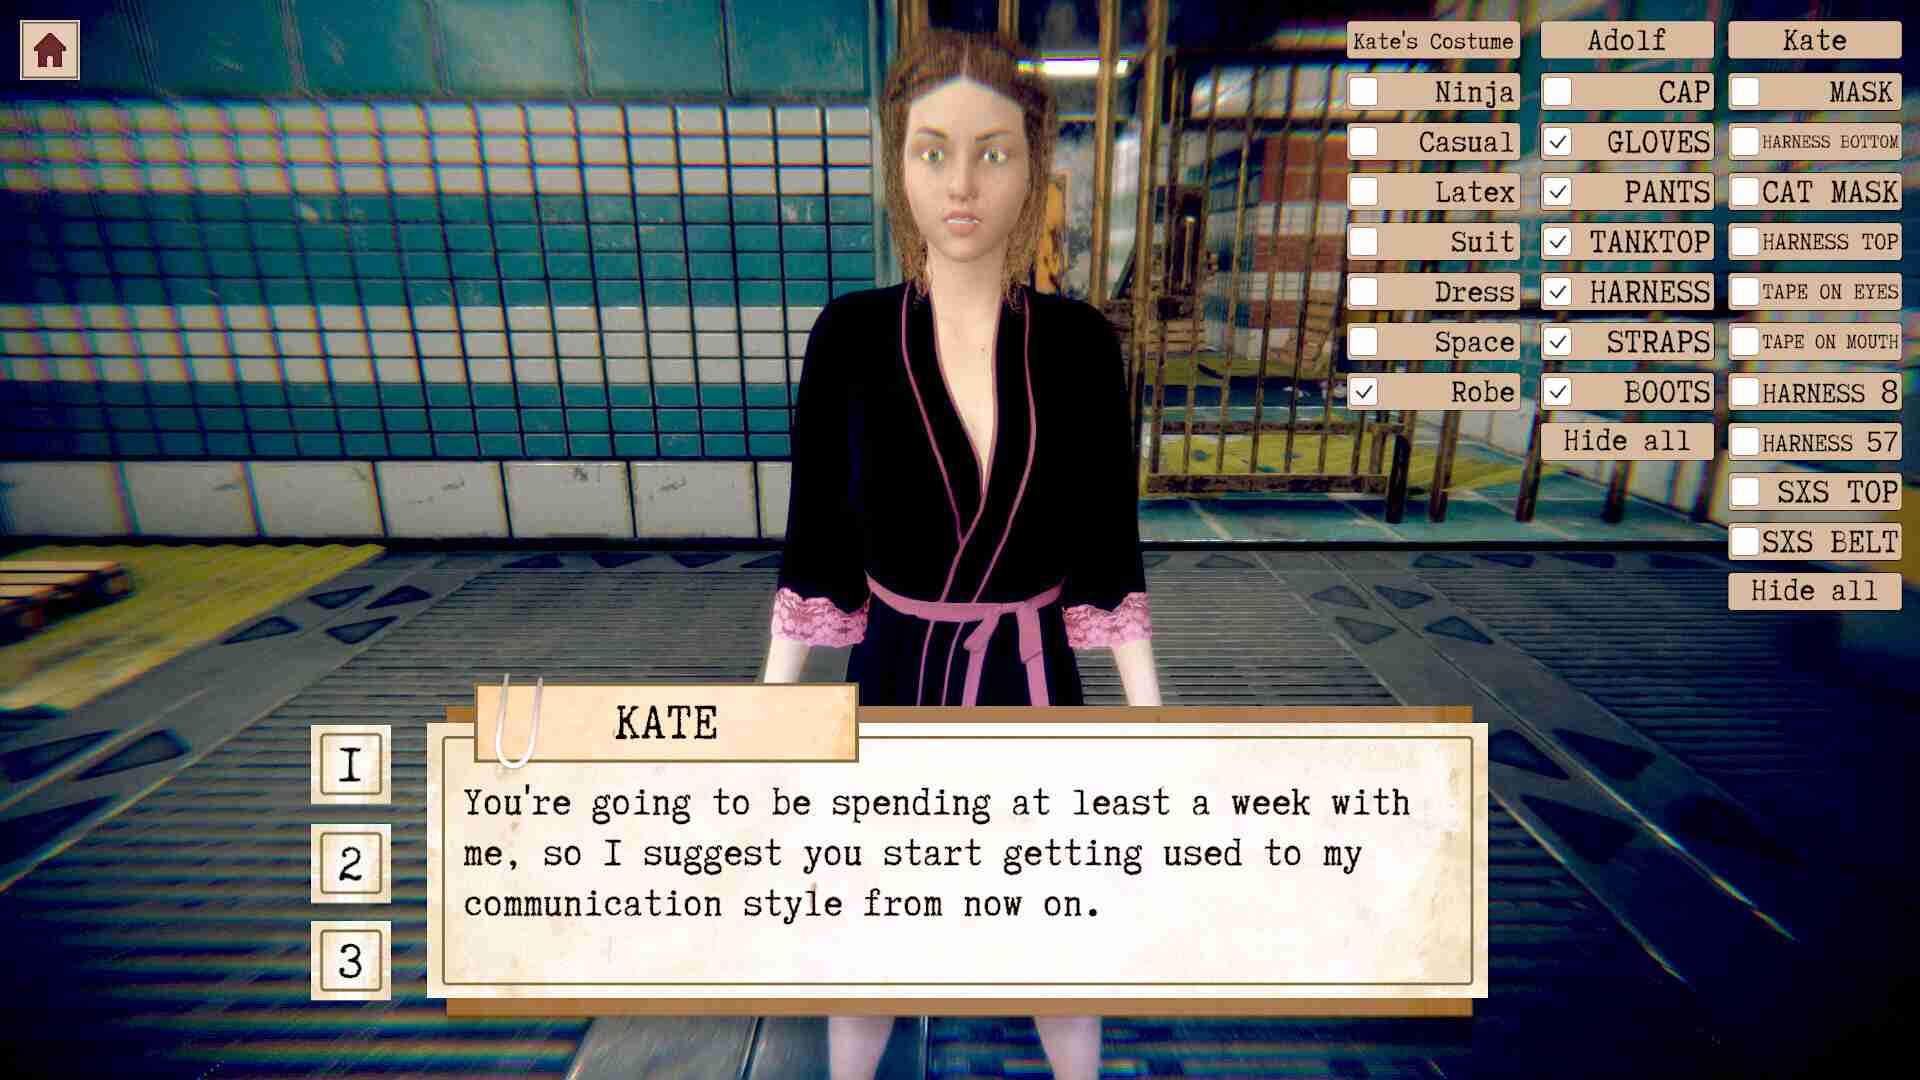 Kate's Costume
Ninja
Casual
Latex
Suit
Dress
Space
Robe
Adolf
CAP
GLOVES
PANTS
TANKTOP
HARNESS
STRAPS
BOOTS
Hide all
Kate
MASK
HARNESS BOTTOM
CAT MASK
HARNESS TOP
TAPE ON EYES
TAPE ON MOUTH
HARNESS 8
HARNESS 57
SXS TOP
SXS BELT
Hide all
KATE
You're going to be spending at least a week with
me, so I suggest you start getting used to my
communication style from now on.
1
2
3